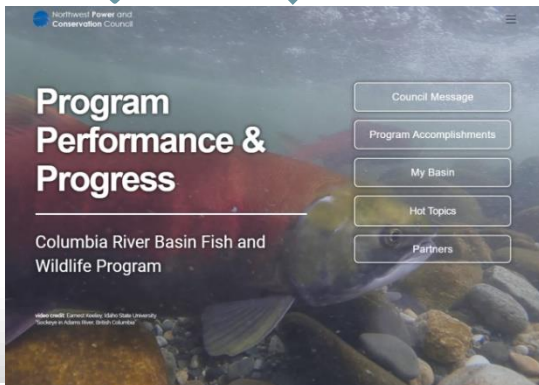 Northwest Power and
Conservation Council
Program
Performance &
Progress
Columbia River Basin Fish and
Wildlife Program
video credit: Earnest Keeley, Idaho State University
"Sockeye in Adams River, British Columbia"
Council Message
Program Accomplishments
My Basin
Hot Topics
Partners